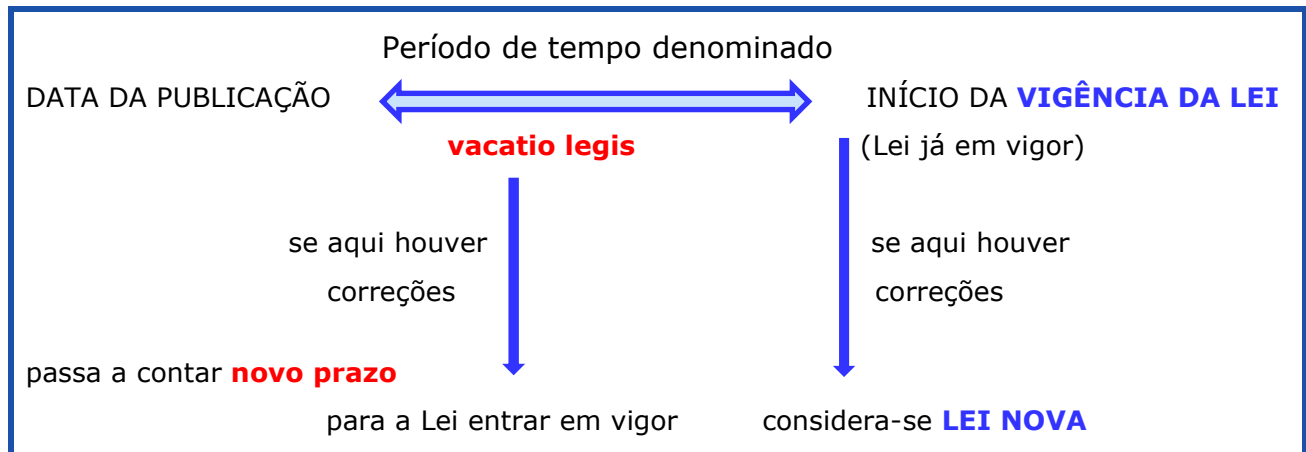 Período de tempo denominado
DATA DA PUBLICAÇÃO INÍCIO DA VIGÊNCIA DA LEI
vacatio legis (Lei já em vigor)
se aqui houver se aqui houver
correções correções
passa a contar novo prazo
para a Lei entrar em vigor considera-se LEI NOVA